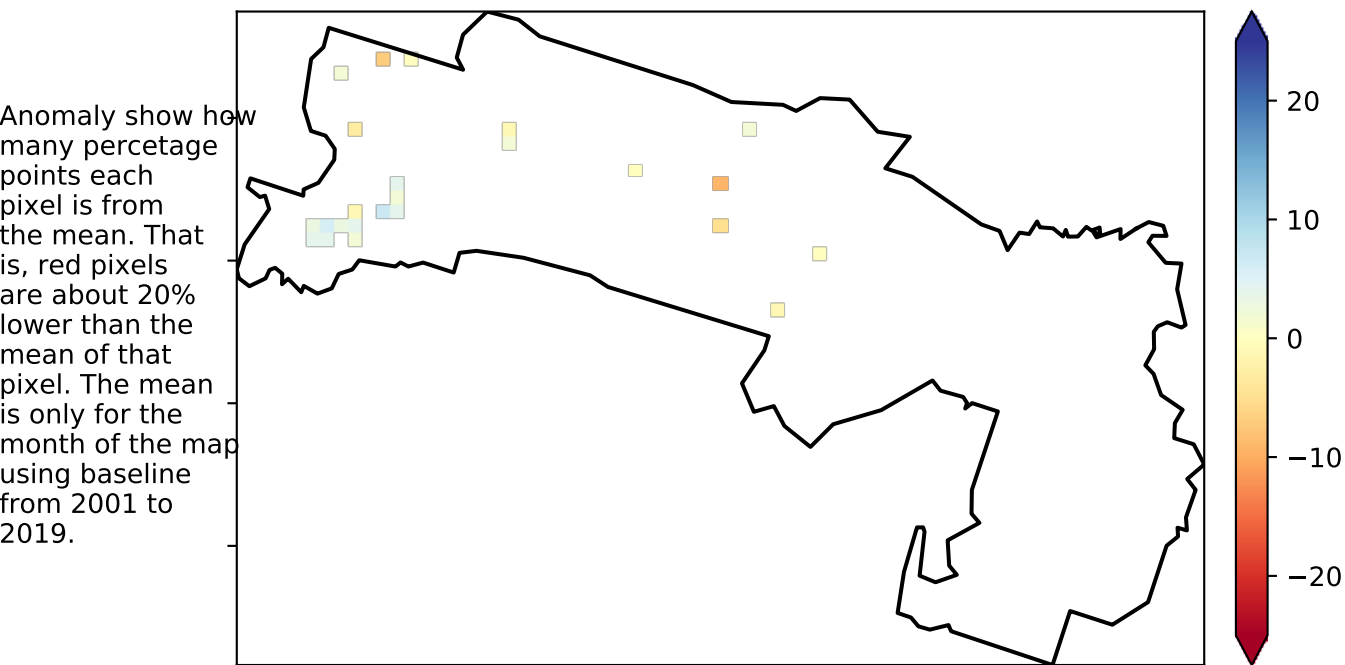 Anomaly show how
many percetage
points each
pixel is from
the mean. That
is, red pixels
are about 20%
lower than the
mean of that
pixel. The mean
is only for the
month of the map
using baseline
from 2001 to
2019.
20
10
0
−10
−20